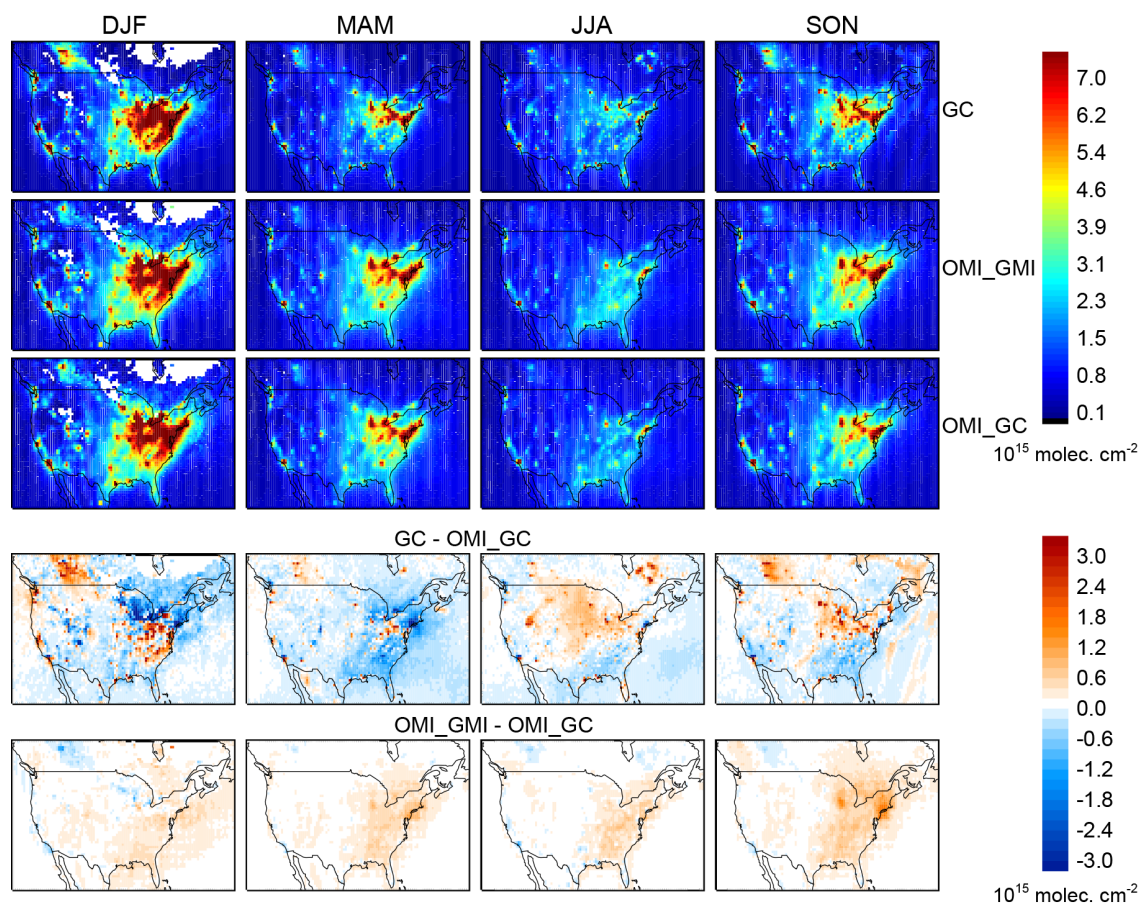 DJF MAM JJA SON
GC
OMI_GMI
OMI_GC
7.0
6.2
5.4
4.6
3.9
3.1
2.3
1.5
0.8
0.1
10¹⁵ molec. cm⁻²
GC - OMI_GC
OMI_GMI - OMI_GC
3.0
2.4
1.8
1.2
0.6
0.0
-0.6
-1.2
-1.8
-2.4
-3.0
10¹⁵ molec. cm⁻²